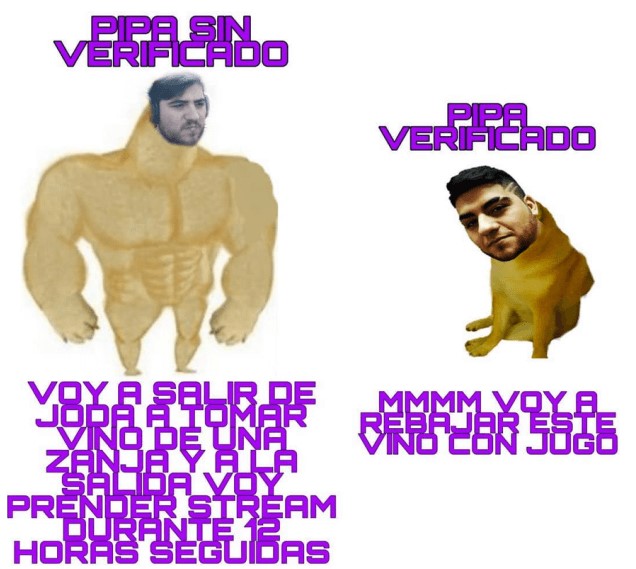 PIPA SIN
VERIFICADO
VOY A SALIR DE
JODA A TOMAR
VINO DE UNA
ZANJA Y A LA
SALIDA VOY
PRENDER STREAM
DURANTE 12
HORAS SEGUIDAS
PIPA
VERIFICADO
MMMM VOY A
REBAJAR ESTE
VINO CON JUGO